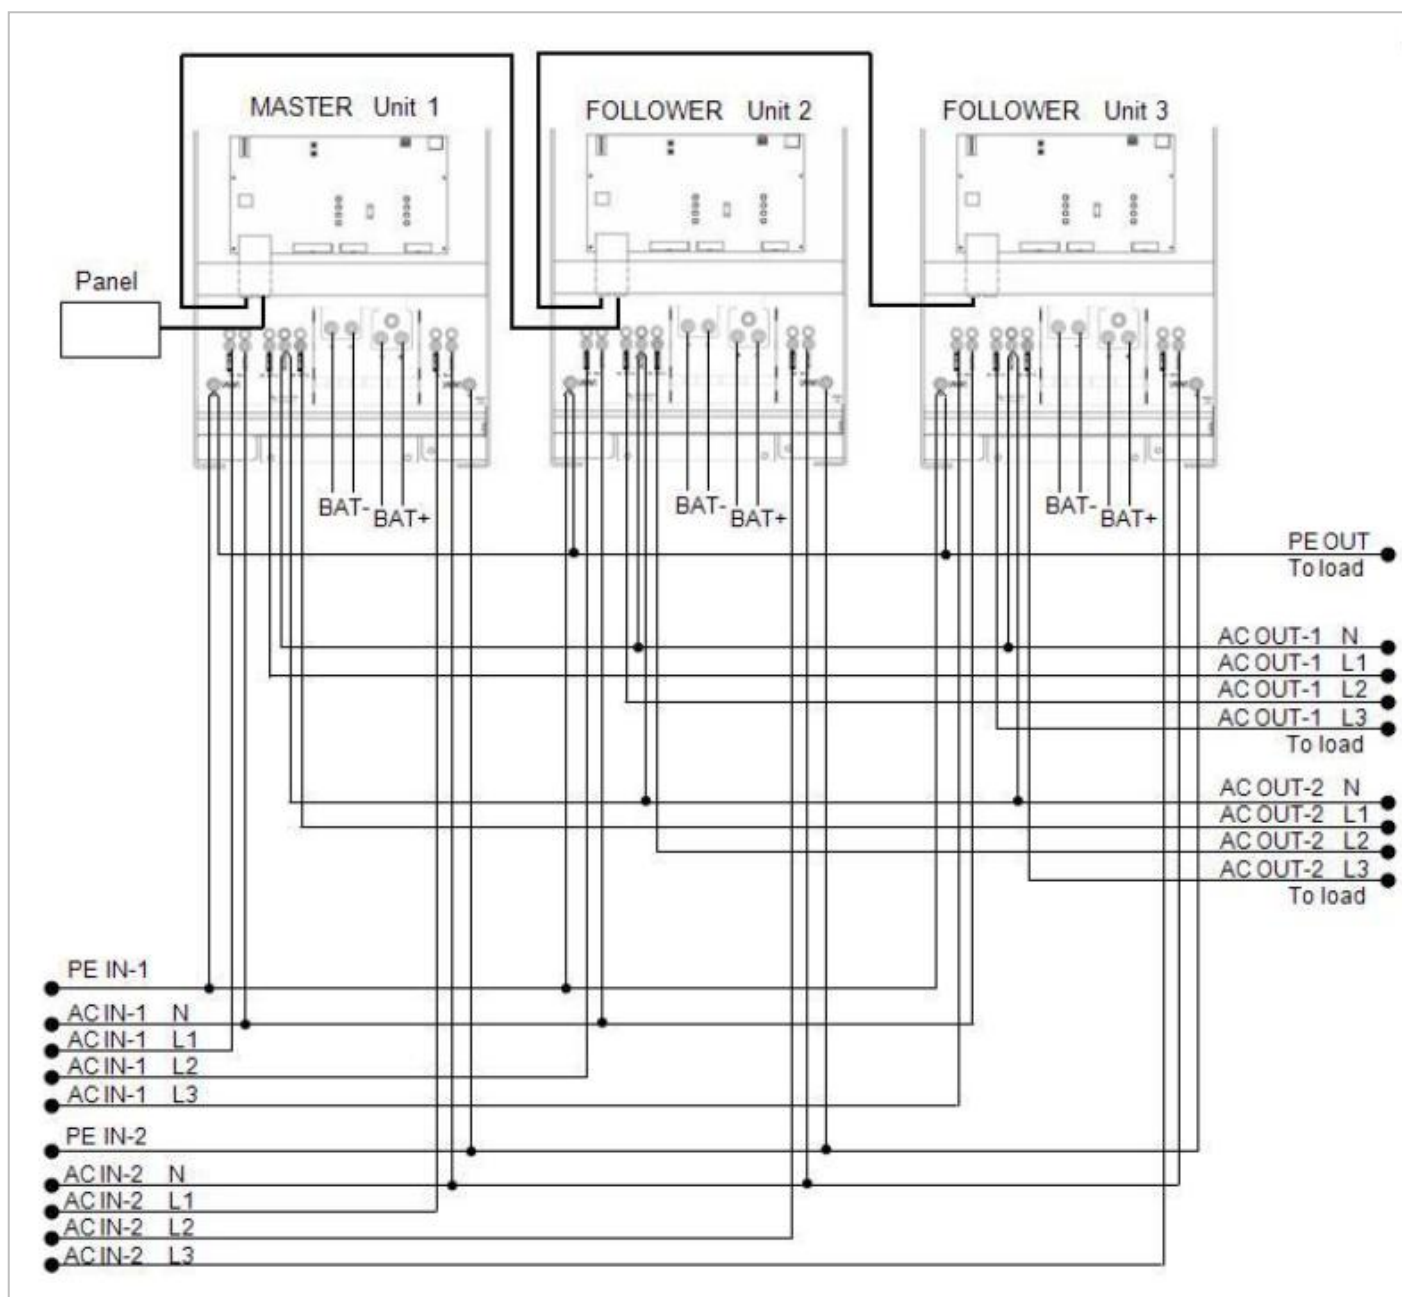 MASTER Unit 1
FOLLOWER Unit 2
FOLLOWER Unit 3
Panel
BAT-
BAT+
BAT-
BAT+
BAT-
BAT+
PE OUT
To load
AC OUT-1 N
AC OUT-1 L1
AC OUT-1 L2
AC OUT-1 L3
To load
AC OUT-2 N
AC OUT-2 L1
AC OUT-2 L2
AC OUT-2 L3
To load
PE IN-1
AC IN-1 N
AC IN-1 L1
AC IN-1 L2
AC IN-1 L3
PE IN-2
AC IN-2 N
AC IN-2 L1
AC IN-2 L2
AC IN-2 L3